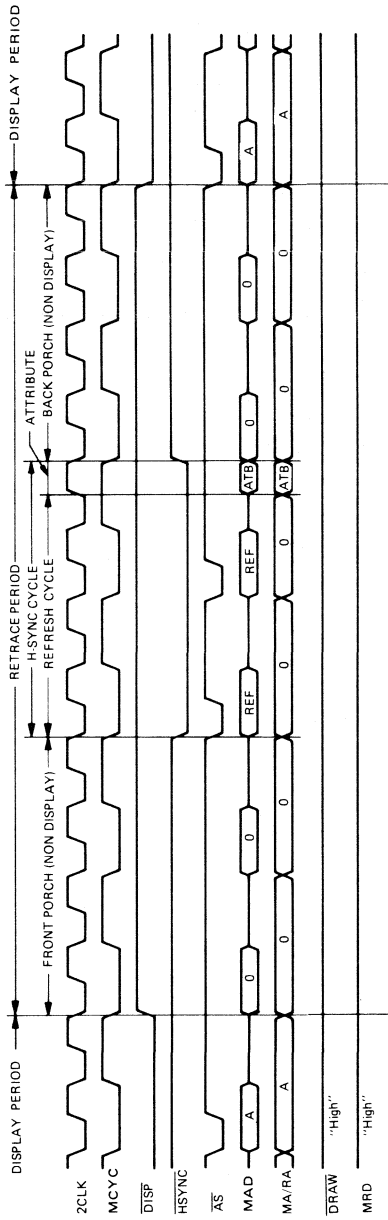 DISPLAY PERIOD
RETRACE PERIOD
DISPLAY PERIOD
H-SYNC CYCLE
ATTRIBUTE
FRONT PORCH (NON DISPLAY)
REFRESH CYCLE
BACK PORCH (NON DISPLAY)
2CLK
MCYC
DISP
HSYNC
AS
MAD A 0 0 REF REF ATB 0 0 A
MA/RA A 0 0 0 0 ATB 0 0 A
DRAW "High"
MRD "High"